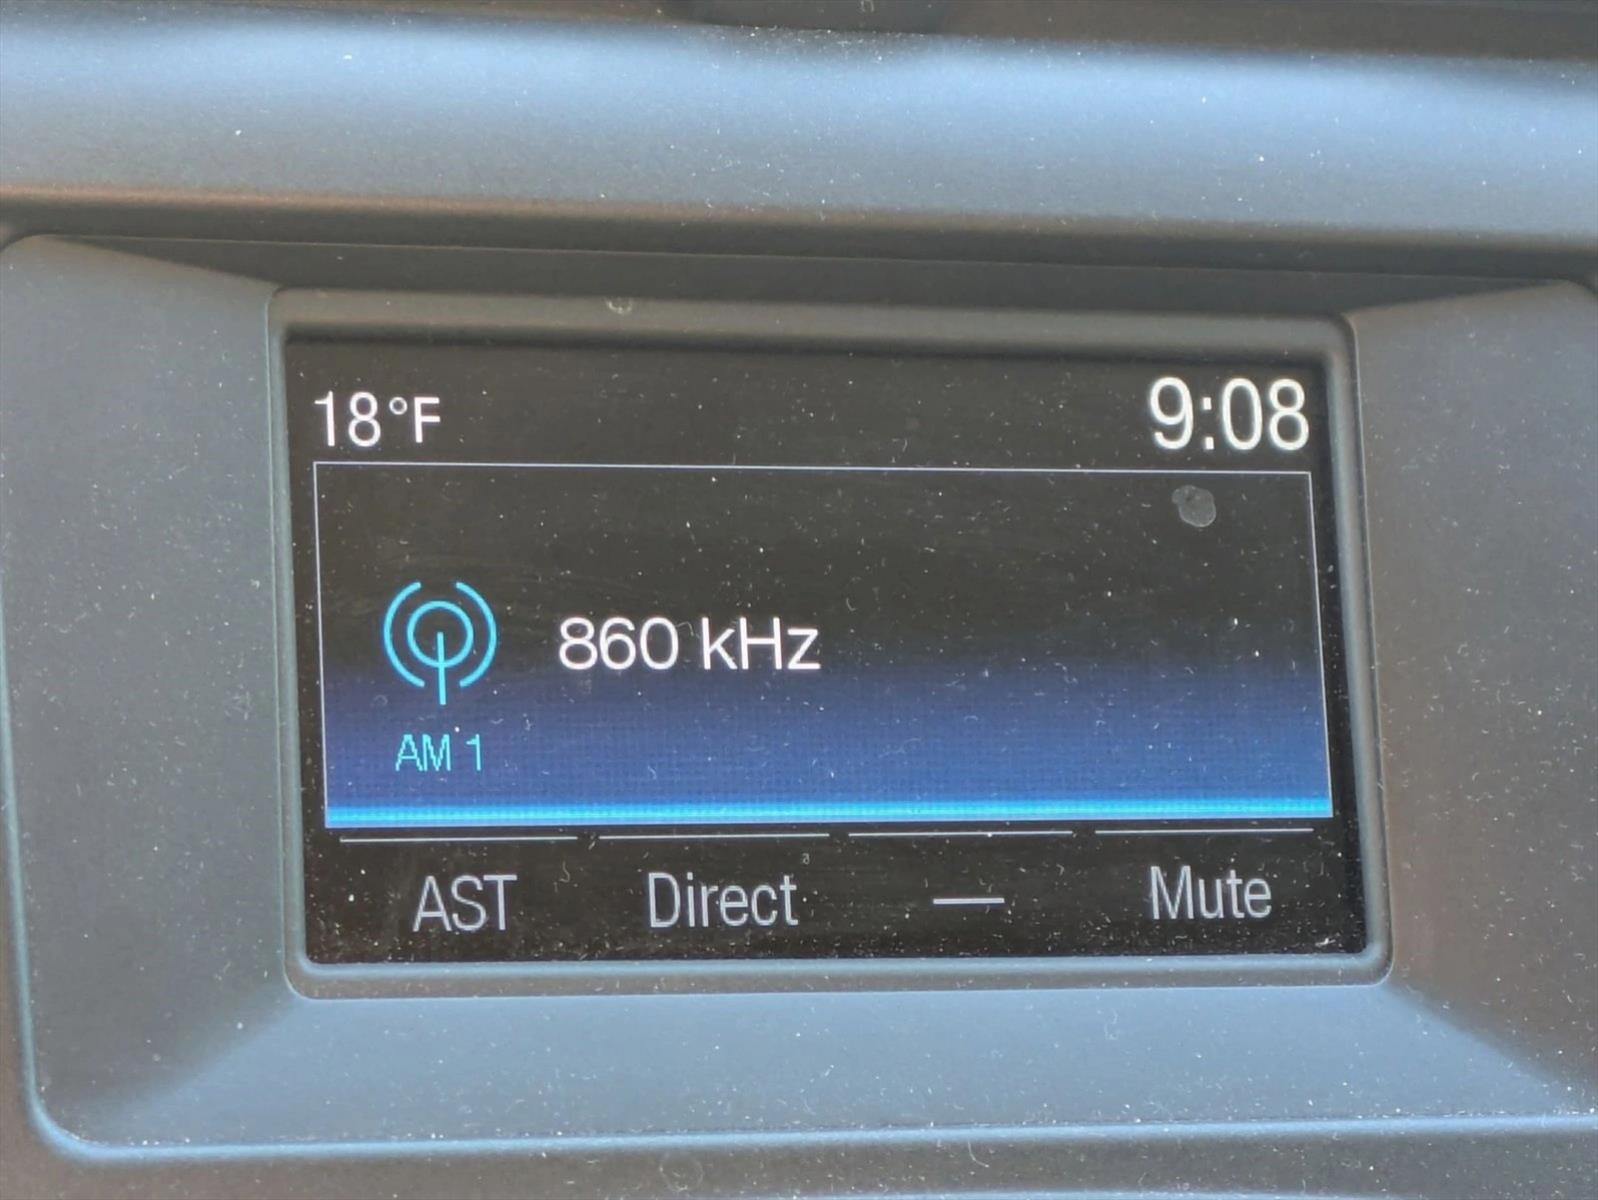 18°F 9:08
860 kHz
AM 1
AST Direct — Mute